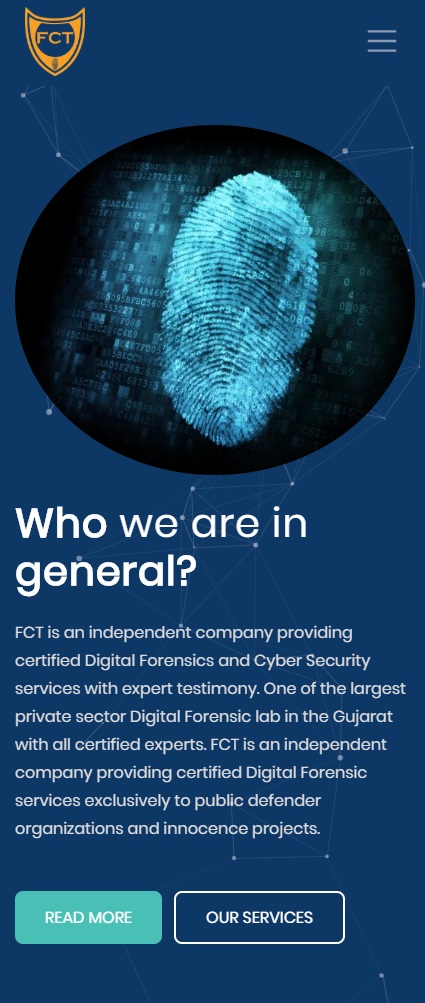 FCT
Who we are in
general?
FCT is an independent company providing
certified Digital Forensics and Cyber Security
services with expert testimony. One of the largest
private sector Digital Forensic lab in the Gujarat
with all certified experts. FCT is an independent
company providing certified Digital Forensic
services exclusively to public defender
organizations and innocence projects.
READ MORE
OUR SERVICES